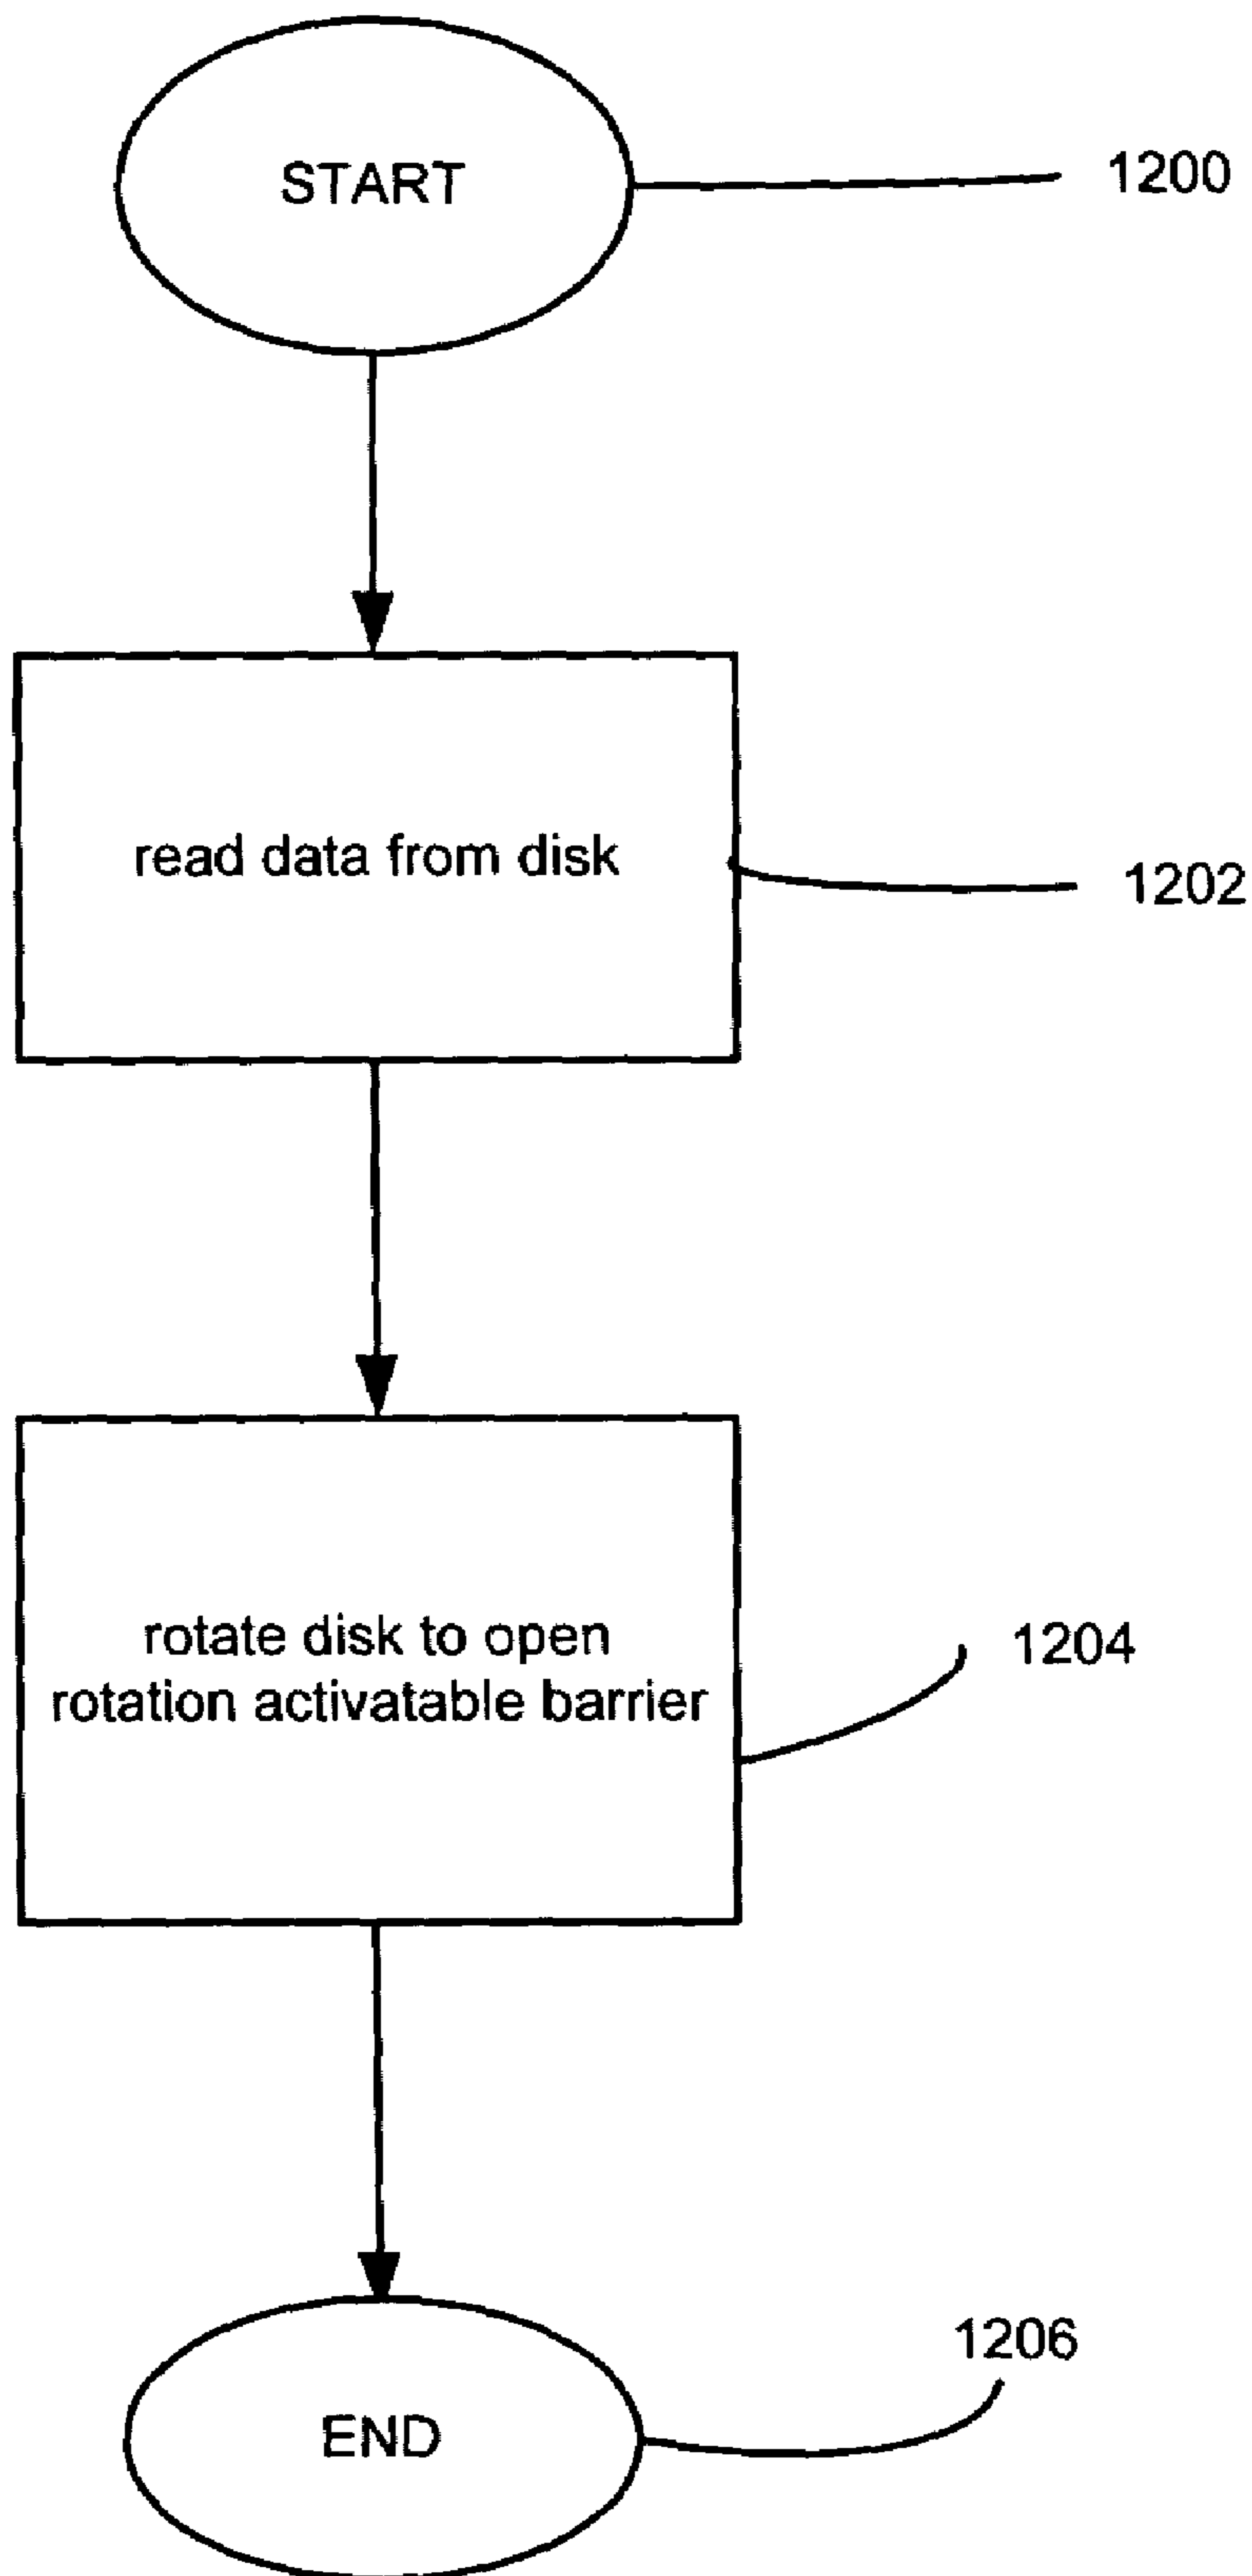 START
1200
read data from disk
1202
rotate disk to open
rotation activatable barrier
1204
1206
END